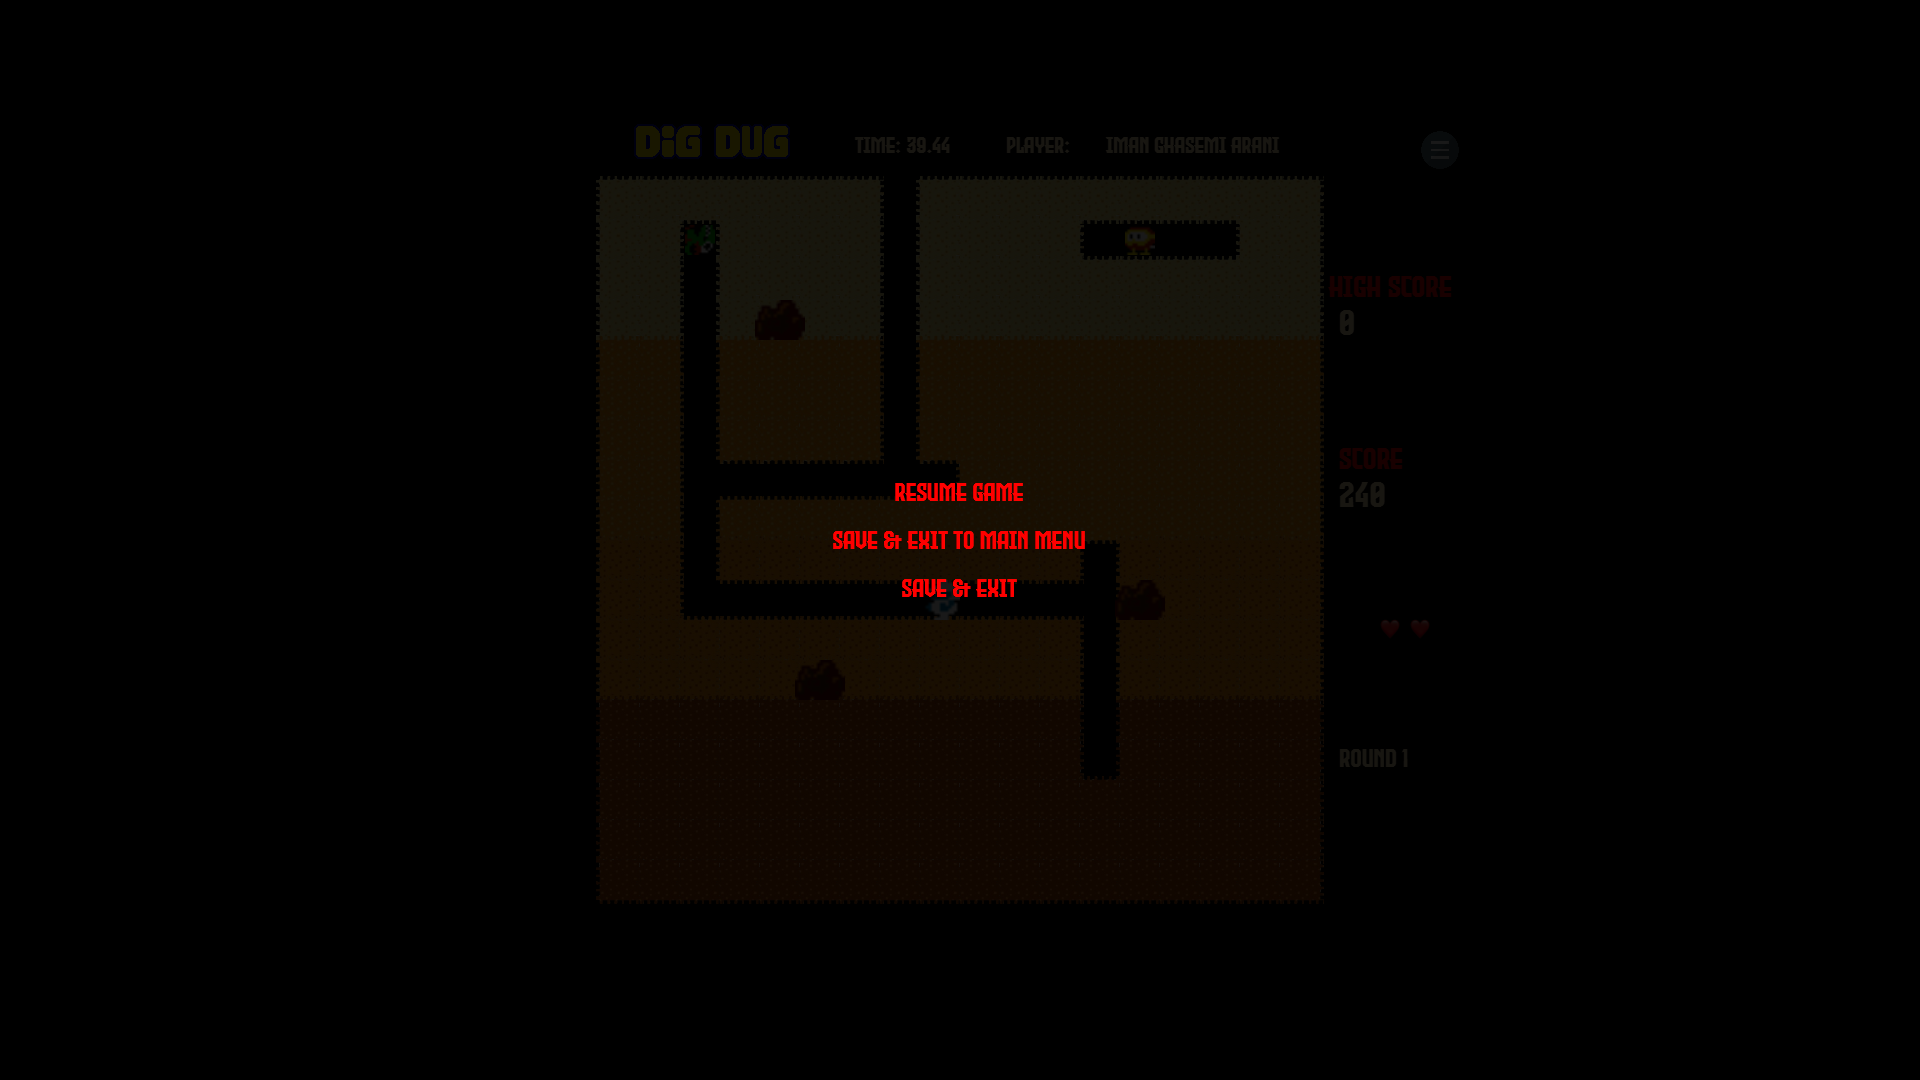 DiG DUG
TIME: 39.44
PLAYER:
IMAN GHASEMI ARANI
HIGH SCORE
0
SCORE
240
RESUME GAME
SAVE & EXIT TO MAIN MENU
SAVE & EXIT
ROUND 1